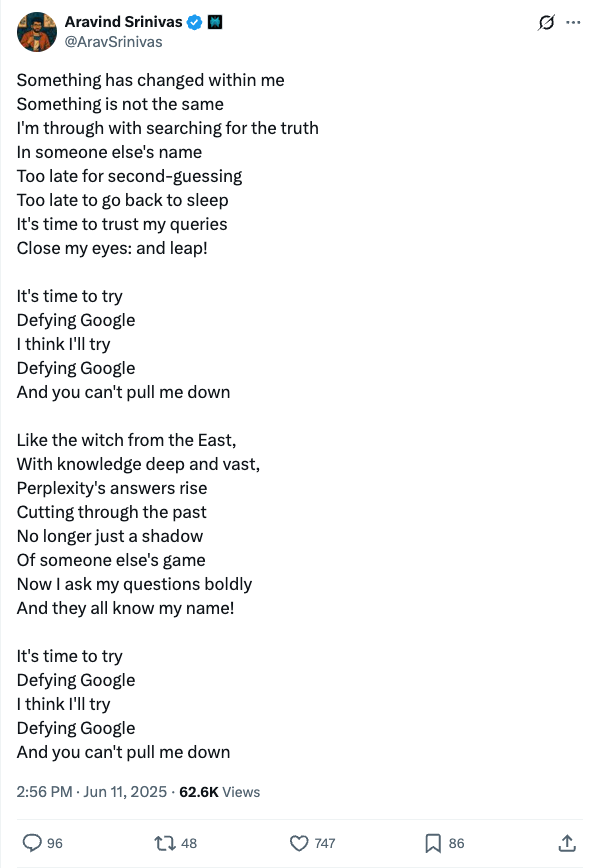 Aravind Srinivas
@AravSrinivas
Something has changed within me
Something is not the same
I'm through with searching for the truth
In someone else's name
Too late for second-guessing
Too late to go back to sleep
It's time to trust my queries
Close my eyes: and leap!
It's time to try
Defying Google
I think I'll try
Defying Google
And you can't pull me down
Like the witch from the East,
With knowledge deep and vast,
Perplexity's answers rise
Cutting through the past
No longer just a shadow
Of someone else's game
Now I ask my questions boldly
And they all know my name!
It's time to try
Defying Google
I think I'll try
Defying Google
And you can't pull me down
2:56 PM · Jun 11, 2025 · 62.6K Views
96 48 747 86